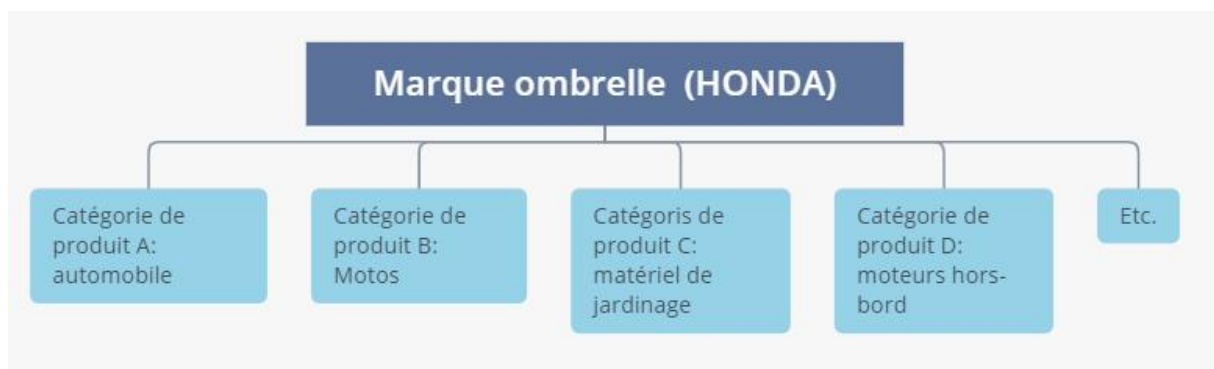 Marque ombrelle (HONDA)
Catégorie de
produit A:
automobile
Catégorie de
produit B:
Motos
Catégoris de
produit C:
matériel de
jardinage
Catégorie de
produit D:
moteurs hors-
bord
Etc.